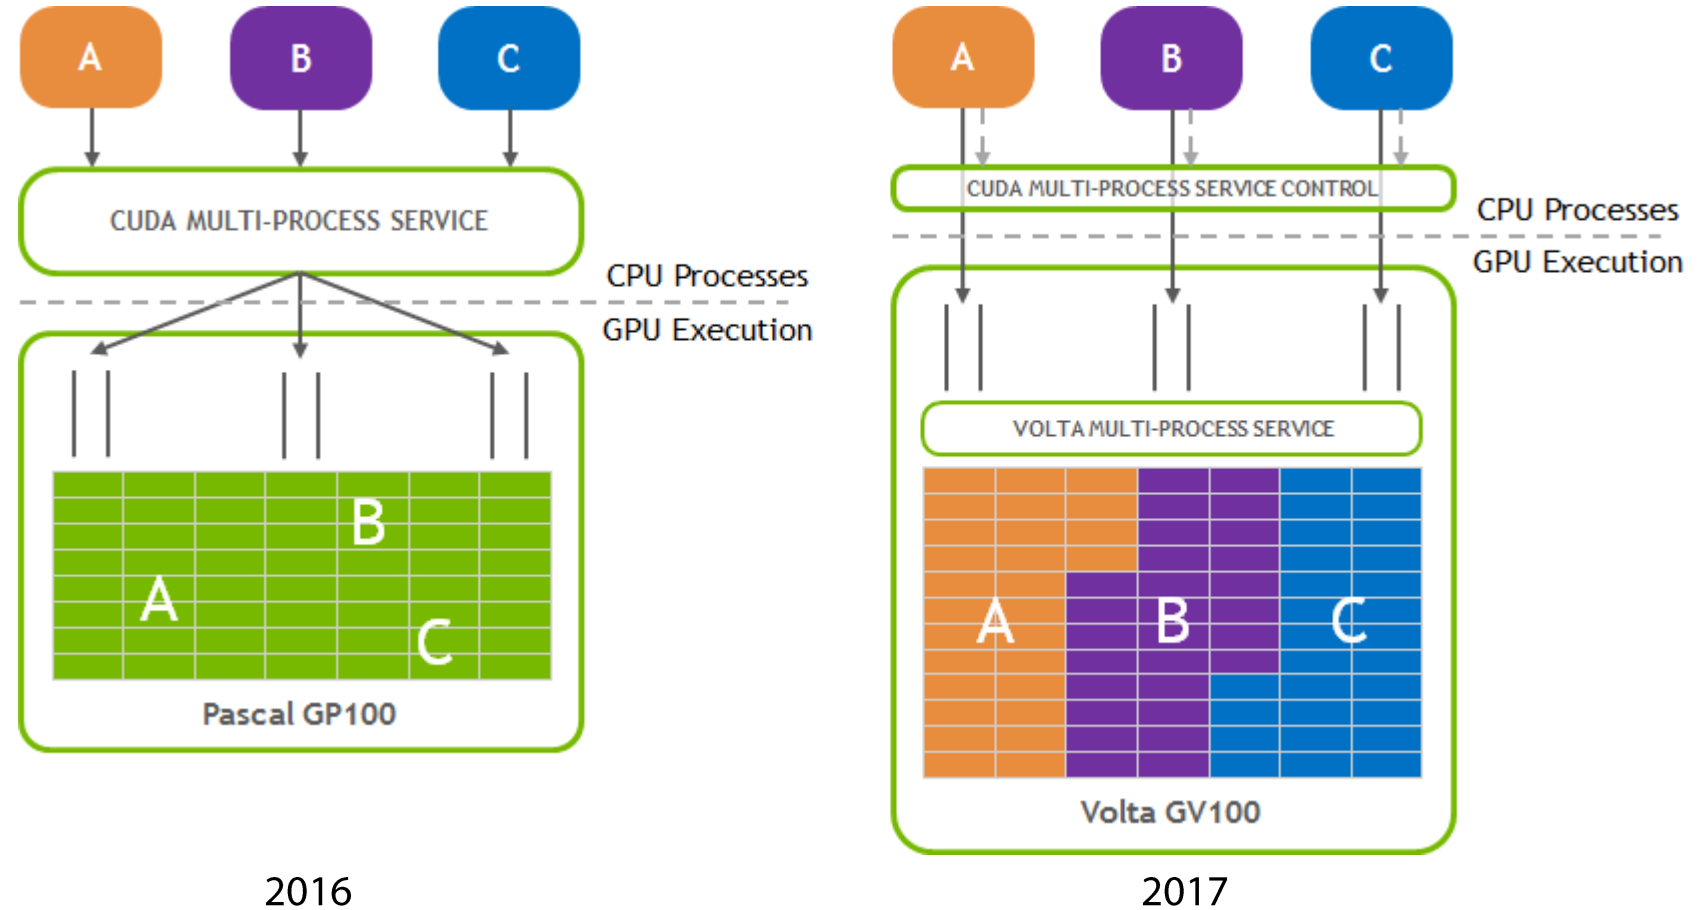 A
B
C
CUDA MULTI-PROCESS SERVICE
CPU Processes
GPU Execution
B
A
C
Pascal GP100
2016
A
B
C
CUDA MULTI-PROCESS SERVICE CONTROL
CPU Processes
GPU Execution
VOLTA MULTI-PROCESS SERVICE
A
B
C
Volta GV100
2017